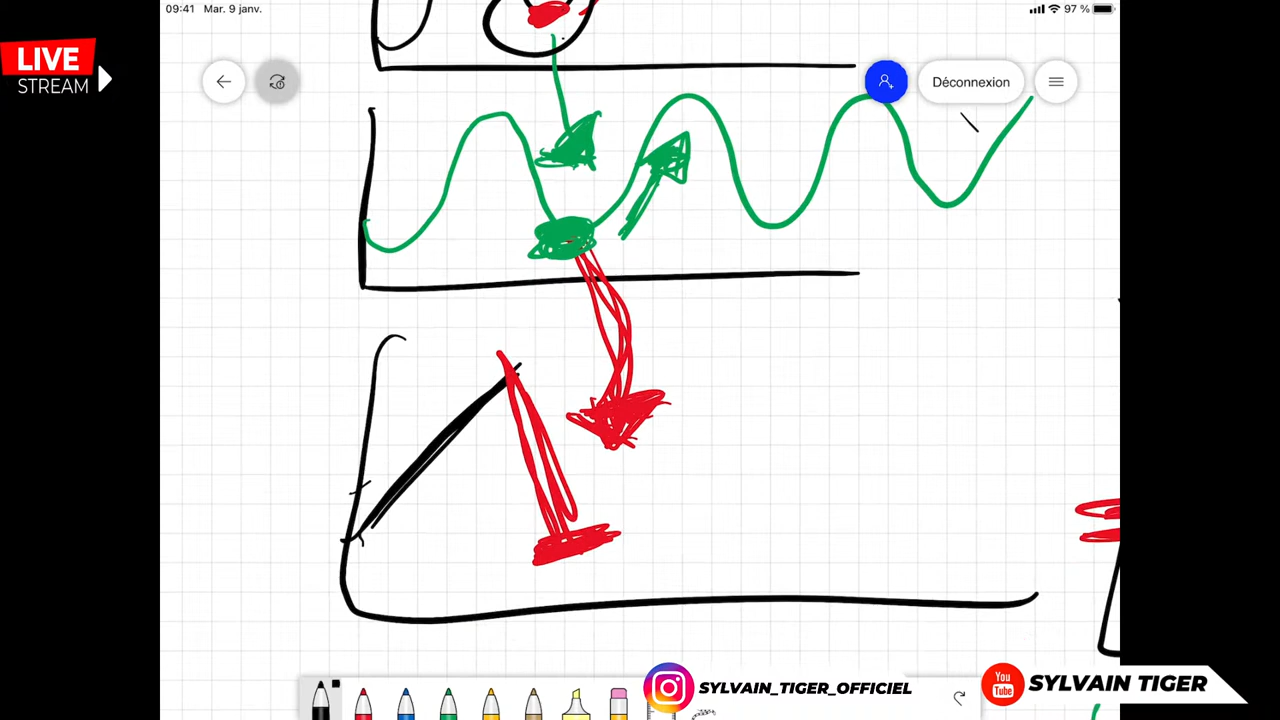 09:41 Mar. 9 janv.
97 %
LIVE
STREAM
Déconnexion
SYLVAIN_TIGER_OFFICIEL
You
Tube
SYLVAIN TIGER